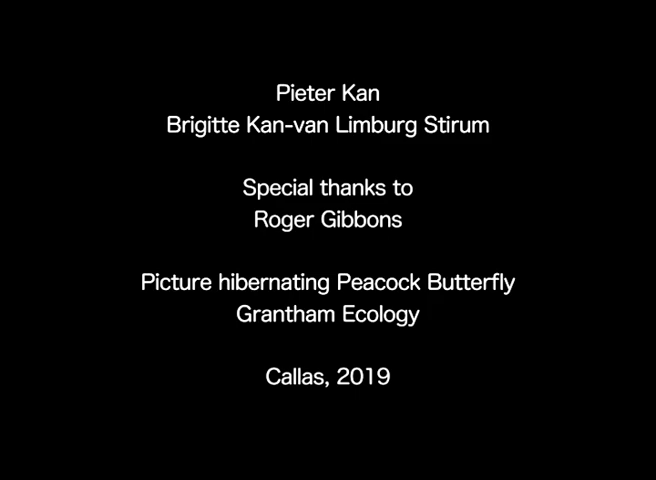 Pieter Kan
Brigitte Kan-van Limburg Stirum
Special thanks to
Roger Gibbons
Picture hibernating Peacock Butterfly
Grantham Ecology
Callas, 2019